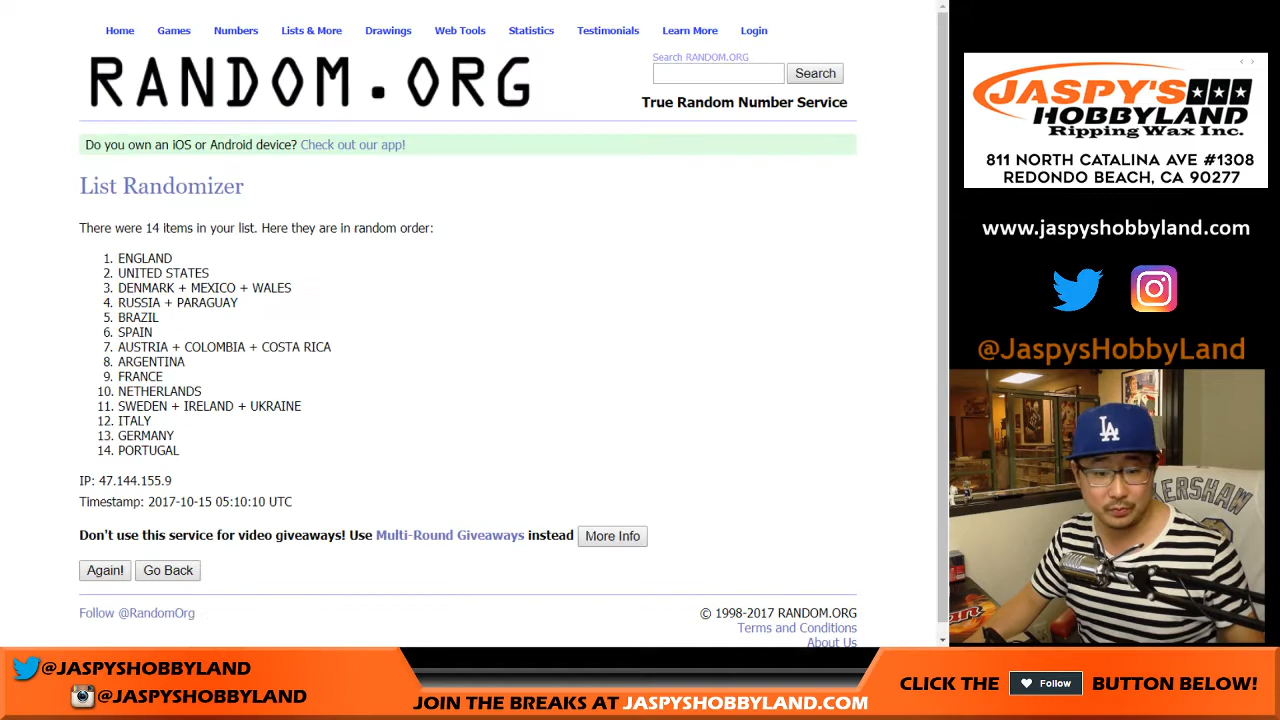 Home Games Numbers Lists & More Drawings Web Tools Statistics Testimonials Learn More Login
RANDOM.ORG
Search RANDOM.ORG
Search
True Random Number Service
Do you own an iOS or Android device? Check out our app!
List Randomizer
There were 14 items in your list. Here they are in random order:
1. ENGLAND
2. UNITED STATES
3. DENMARK + MEXICO + WALES
4. RUSSIA + PARAGUAY
5. BRAZIL
6. SPAIN
7. AUSTRIA + COLOMBIA + COSTA RICA
8. ARGENTINA
9. FRANCE
10. NETHERLANDS
11. SWEDEN + IRELAND + UKRAINE
12. ITALY
13. GERMANY
14. PORTUGAL
IP: 47.144.155.9
Timestamp: 2017-10-15 05:10:10 UTC
Don't use this service for video giveaways! Use Multi-Round Giveaways instead More Info
Again! Go Back
Follow @RandomOrg
© 1998-2017 RANDOM.ORG
Terms and Conditions
About Us
JASPY'S
HOBBYLAND
Ripping Wax Inc.
811 NORTH CATALINA AVE #1308
REDONDO BEACH, CA 90277
www.jaspyshobbyland.com
@JaspysHobbyLand
LA
KERSHAW
@JASPYSHOBBYLAND
@JASPYSHOBBYLAND
JOIN THE BREAKS AT JASPYSHOBBYLAND.COM
CLICK THE Follow BUTTON BELOW!